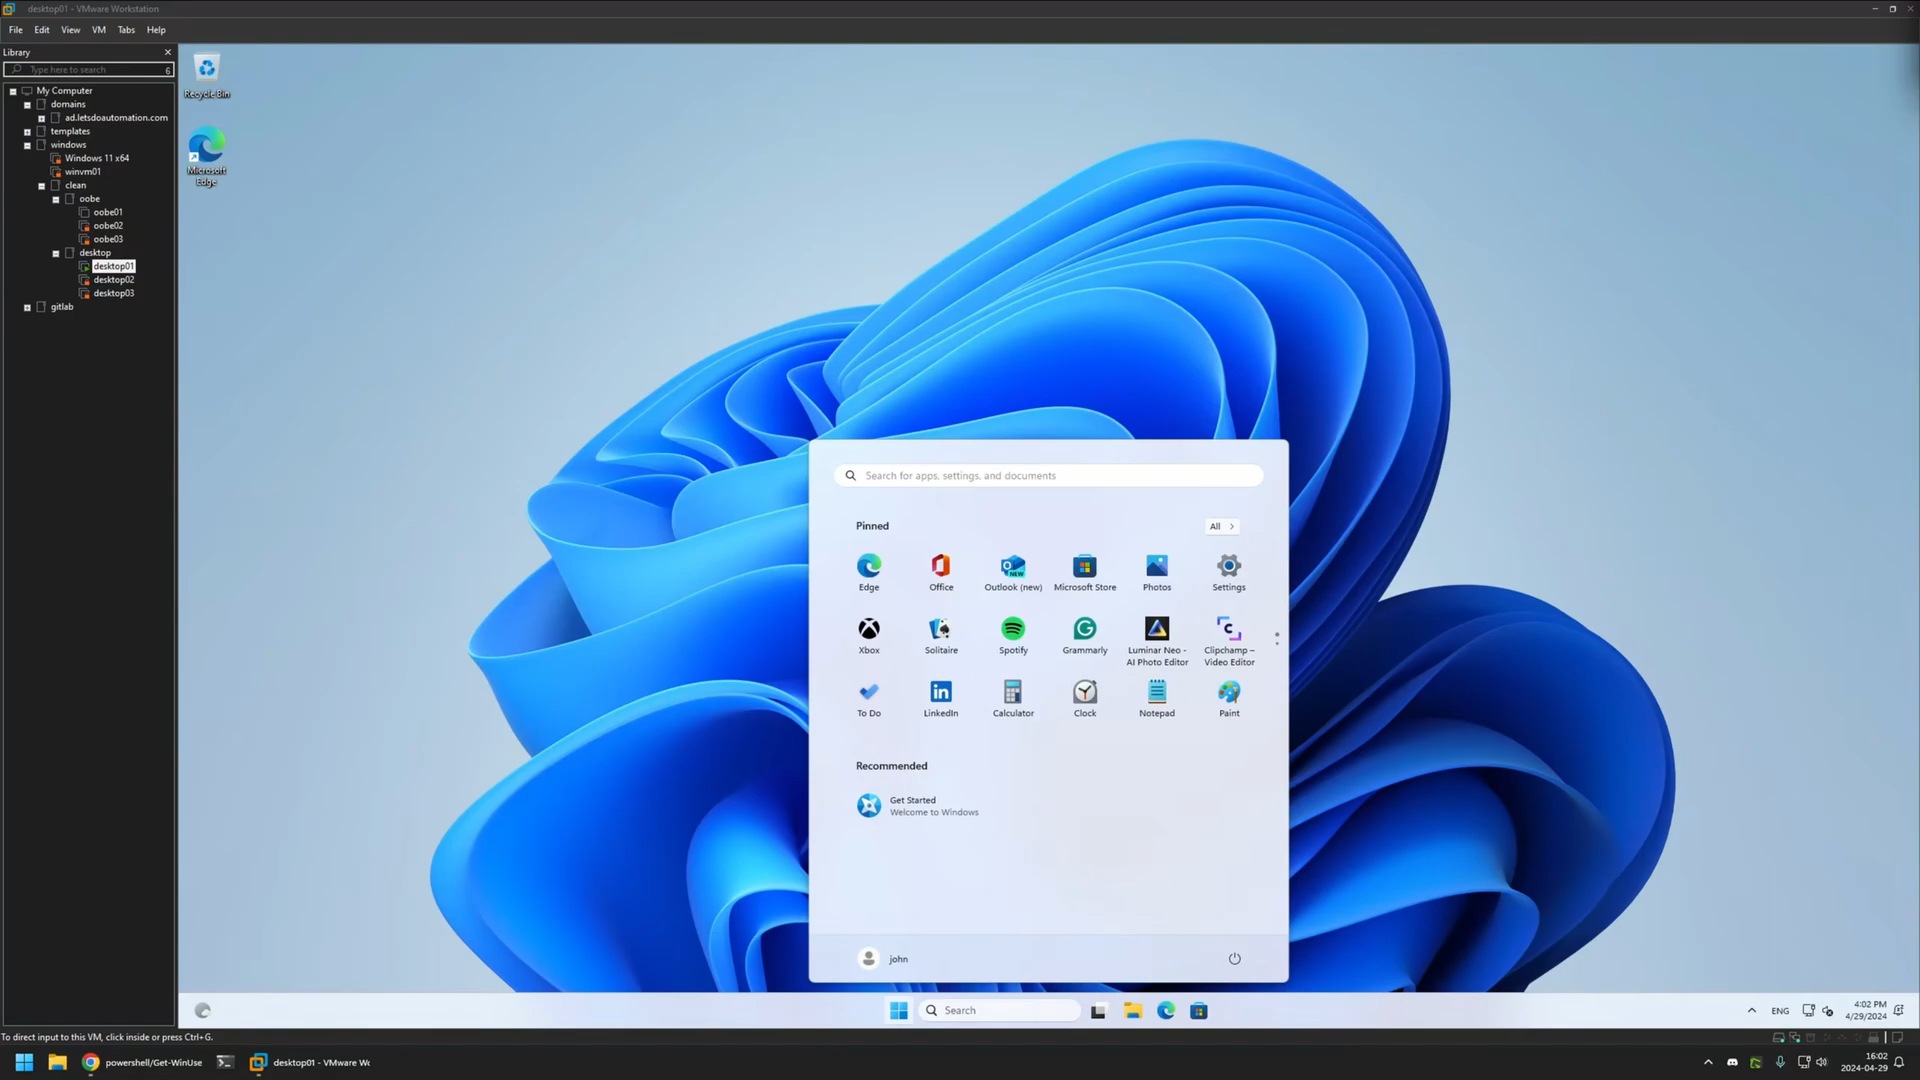 desktop01 - VMware Workstation
File Edit View VM Tabs Help
Library
Type here to search
6
My Computer
domains
ad.letsdoautomation.com
templates
windows
Windows 11 x64
winvm01
clean
oobe
oobe01
oobe02
oobe03
desktop
desktop01
desktop02
desktop03
gitlab
Recycle Bin
Microsoft
Edge
Search for apps, settings, and documents
Pinned
All
Edge
Office
NEW
Outlook (new)
Microsoft Store
Photos
Settings
Xbox
Solitaire
Spotify
Grammarly
Luminar Neo -
AI Photo Editor
Clipchamp –
Video Editor
To Do
LinkedIn
Calculator
Clock
Notepad
Paint
Recommended
Get Started
Welcome to Windows
john
Search
ENG
4:02 PM
4/29/2024
To direct input to this VM, click inside or press Ctrl+G.
powershell/Get-WinUse
desktop01 - VMware Wo
16:02
2024-04-29